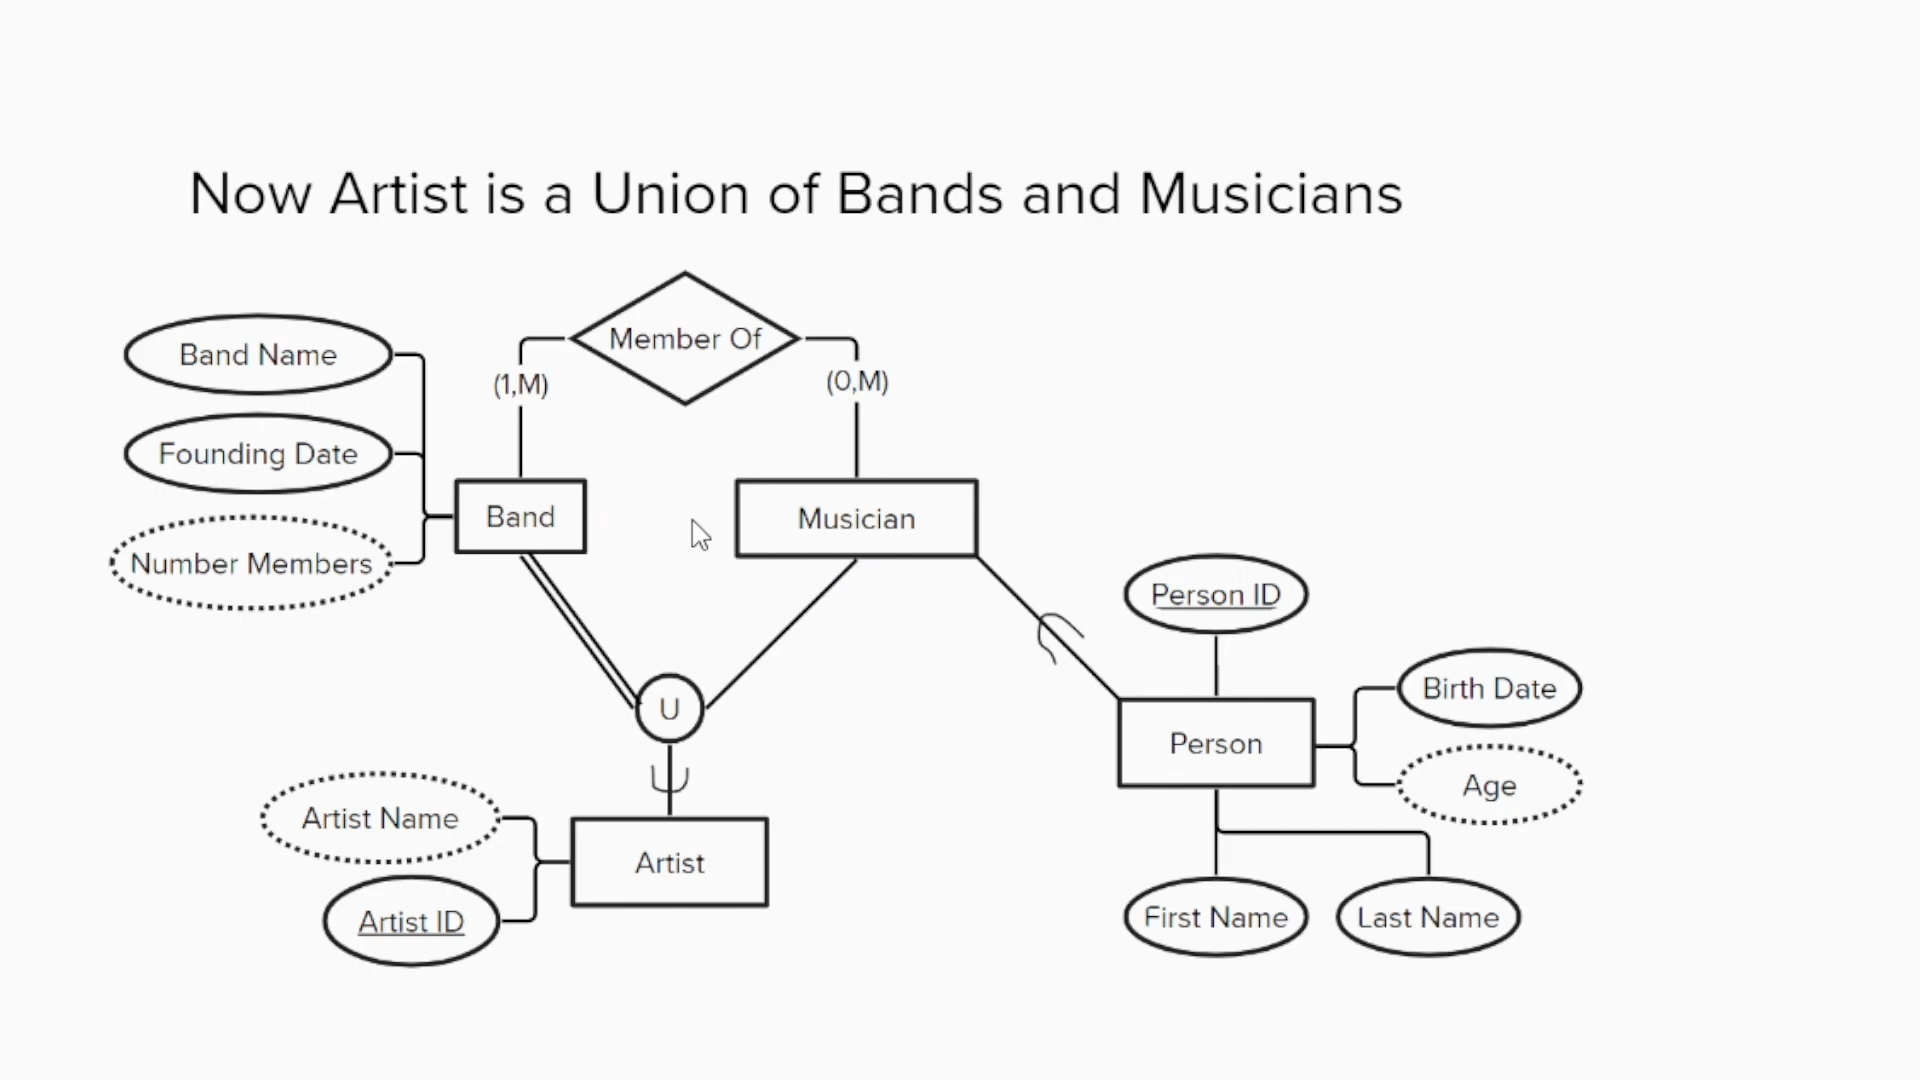 Now Artist is a Union of Bands and Musicians
Member Of
Band Name
(1,M)
(0,M)
Founding Date
Band
Musician
Number Members
Person ID
Birth Date
U
Person
Age
Artist Name
Artist
Artist ID
First Name
Last Name